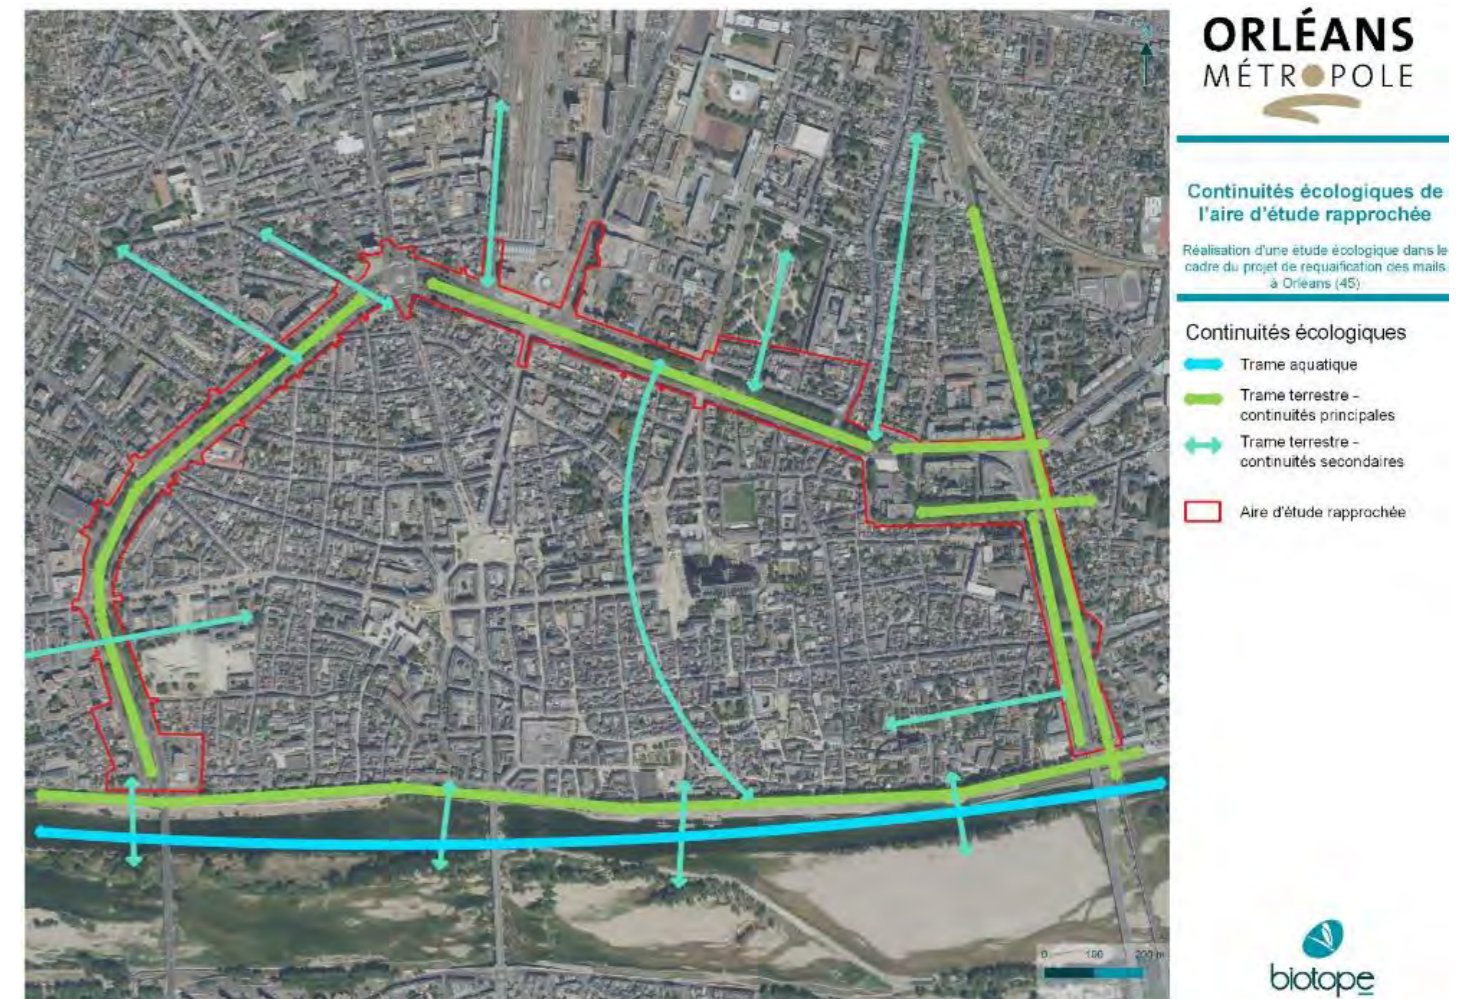 ORLÉANS
MÉTROPOLE
Continuités écologiques de
l'aire d'étude rapprochée
Réalisation d'une étude écologique dans le
cadre du projet de requaification des mails
à Orléans (45)
Continuités écologiques
Trame aquatique
Trame terrestre -
continuités principales
Trame terrestre -
continuités secondaires
Aire d'étude rapprochée
0 100 200 m
biotope